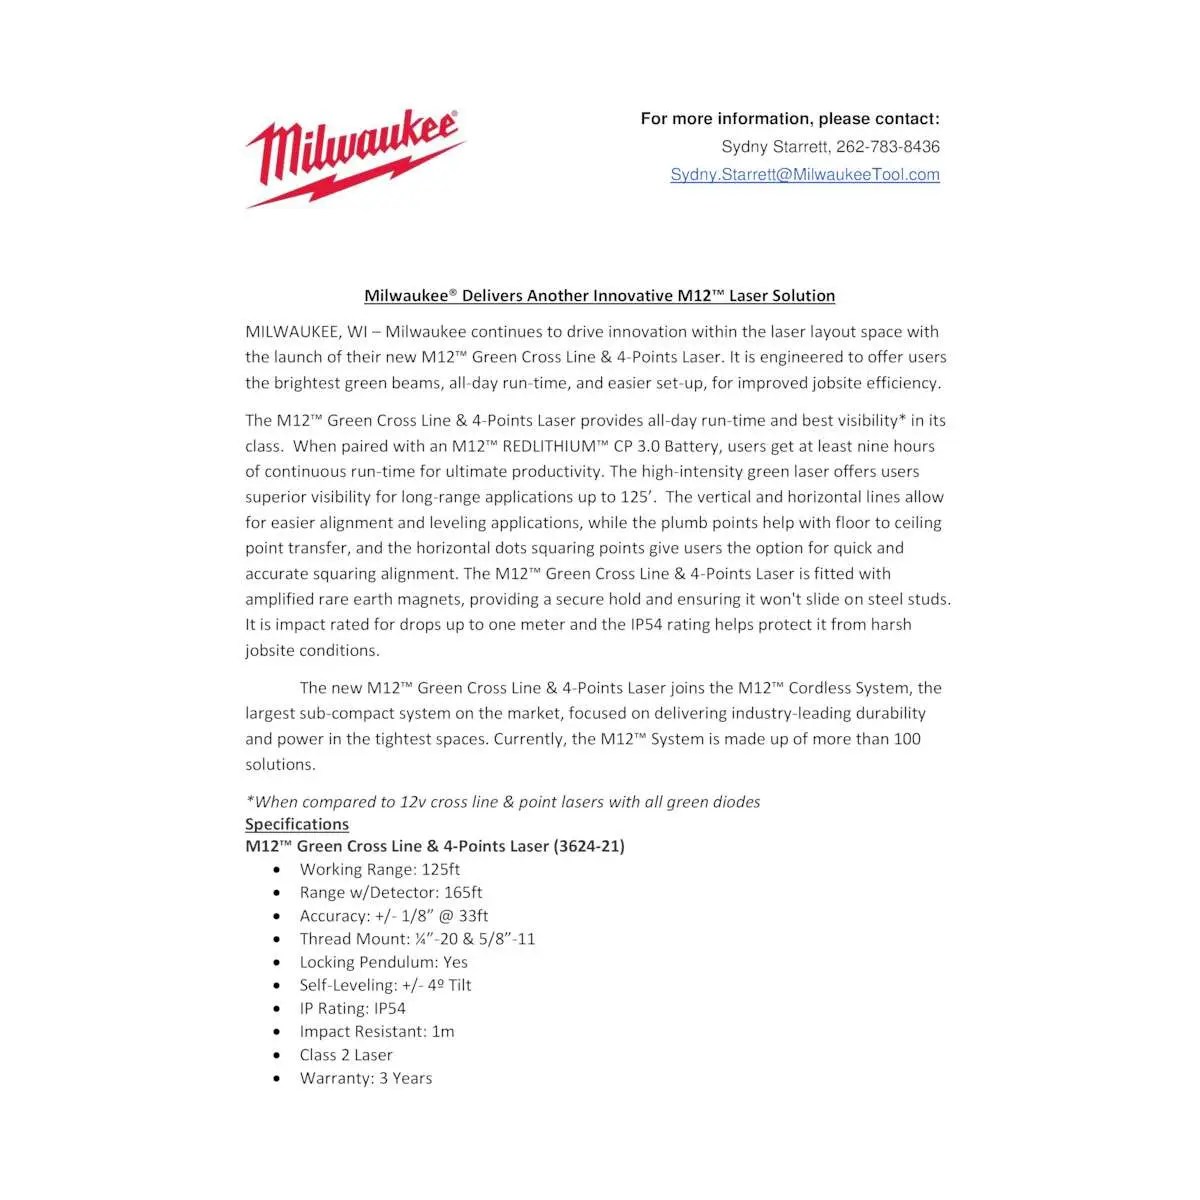 Milwaukee®
For more information, please contact:
Sydny Starrett, 262-783-8436
Sydny.Starrett@MilwaukeeTool.com
Milwaukee® Delivers Another Innovative M12™ Laser Solution
MILWAUKEE, WI – Milwaukee continues to drive innovation within the laser layout space with
the launch of their new M12™ Green Cross Line & 4-Points Laser. It is engineered to offer users
the brightest green beams, all-day run-time, and easier set-up, for improved jobsite efficiency.
The M12™ Green Cross Line & 4-Points Laser provides all-day run-time and best visibility* in its
class.  When paired with an M12™ REDLITHIUM™ CP 3.0 Battery, users get at least nine hours
of continuous run-time for ultimate productivity. The high-intensity green laser offers users
superior visibility for long-range applications up to 125’.  The vertical and horizontal lines allow
for easier alignment and leveling applications, while the plumb points help with floor to ceiling
point transfer, and the horizontal dots squaring points give users the option for quick and
accurate squaring alignment. The M12™ Green Cross Line & 4-Points Laser is fitted with
amplified rare earth magnets, providing a secure hold and ensuring it won't slide on steel studs.
It is impact rated for drops up to one meter and the IP54 rating helps protect it from harsh
jobsite conditions.
The new M12™ Green Cross Line & 4-Points Laser joins the M12™ Cordless System, the
largest sub-compact system on the market, focused on delivering industry-leading durability
and power in the tightest spaces. Currently, the M12™ System is made up of more than 100
solutions.
*When compared to 12v cross line & point lasers with all green diodes
Specifications
M12™ Green Cross Line & 4-Points Laser (3624-21)
• Working Range: 125ft
• Range w/Detector: 165ft
• Accuracy: +/- 1/8” @ 33ft
• Thread Mount: ¼”-20 & 5/8”-11
• Locking Pendulum: Yes
• Self-Leveling: +/- 4º Tilt
• IP Rating: IP54
• Impact Resistant: 1m
• Class 2 Laser
• Warranty: 3 Years